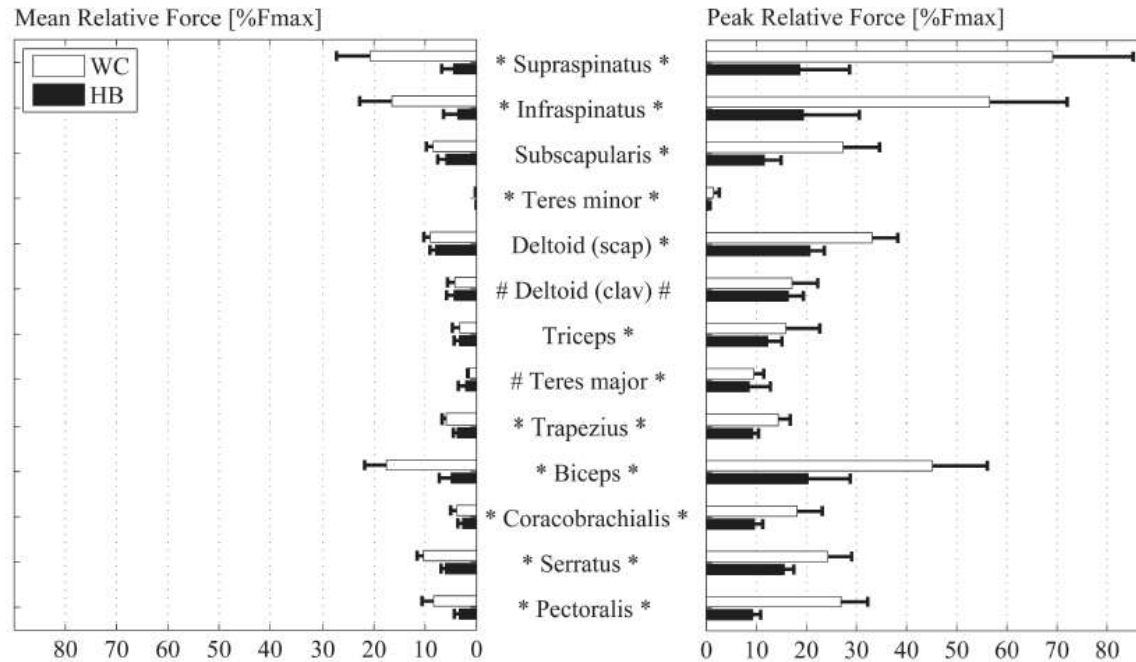 Mean Relative Force [%Fmax]
Peak Relative Force [%Fmax]
WC
HB
* Supraspinatus *
* Infraspinatus *
Subscapularis *
* Teres minor *
Deltoid (scap) *
# Deltoid (clav) #
Triceps *
# Teres major *
* Trapezius *
* Biceps *
* Coracobrachialis *
* Serratus *
* Pectoralis *
80 70 60 50 40 30 20 10 0
0 10 20 30 40 50 60 70 80